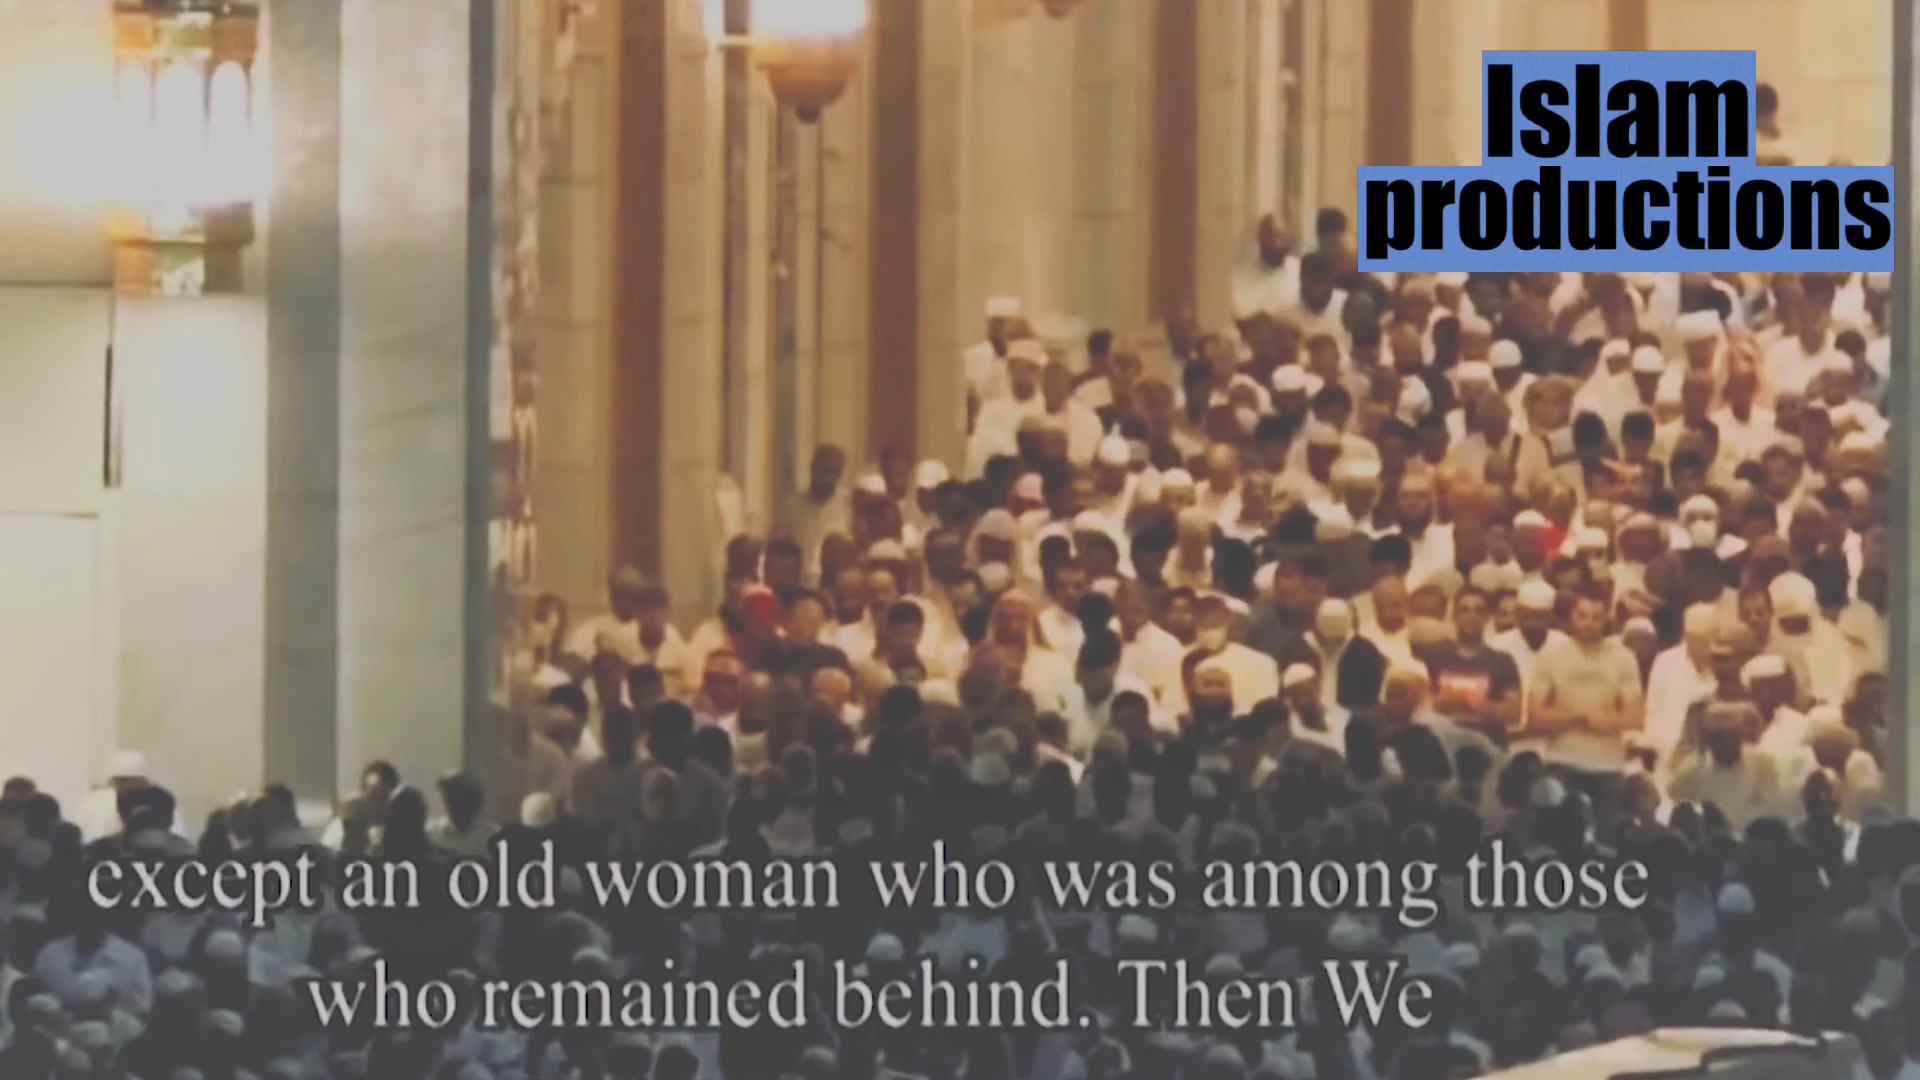 Islam
productions
except an old woman who was among those
who remained behind. Then We